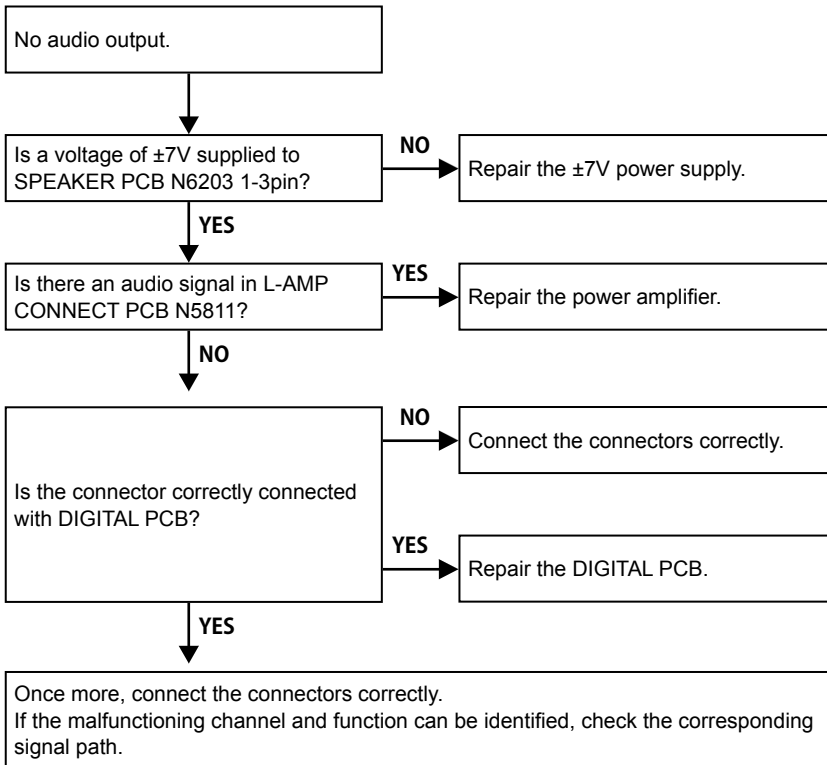 No audio output.
Is a voltage of ±7V supplied to
SPEAKER PCB N6203 1-3pin?
NO
Repair the ±7V power supply.
YES
Is there an audio signal in L-AMP
CONNECT PCB N5811?
YES
Repair the power amplifier.
NO
Is the connector correctly connected
with DIGITAL PCB?
NO
Connect the connectors correctly.
YES
Repair the DIGITAL PCB.
YES
Once more, connect the connectors correctly.
If the malfunctioning channel and function can be identified, check the corresponding
signal path.